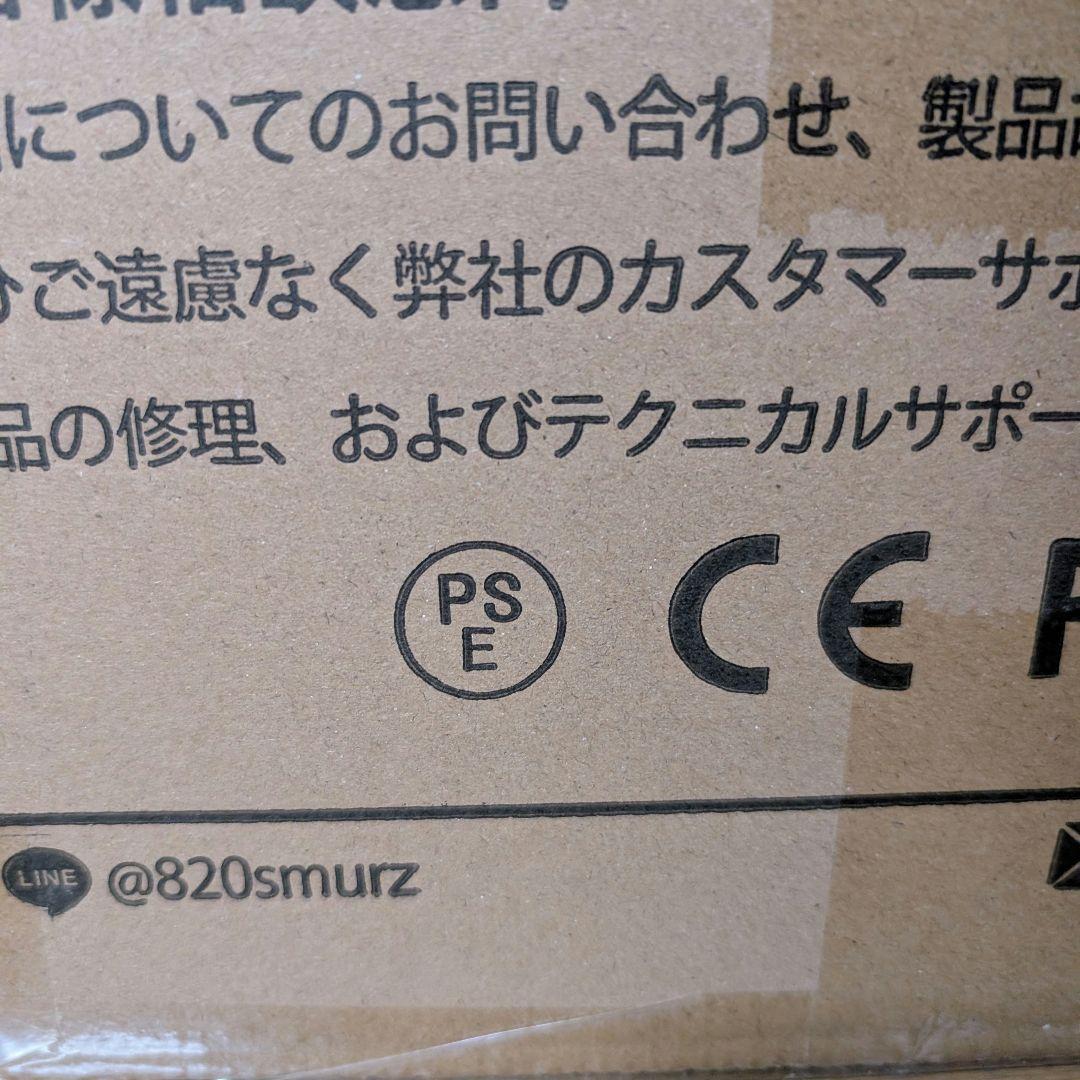 についてのお問い合わせ、製品
ご遠慮なく弊社のカスタマーサポ
品の修理、およびテクニカルサポー
PS
E
CE
LINE @820smurz